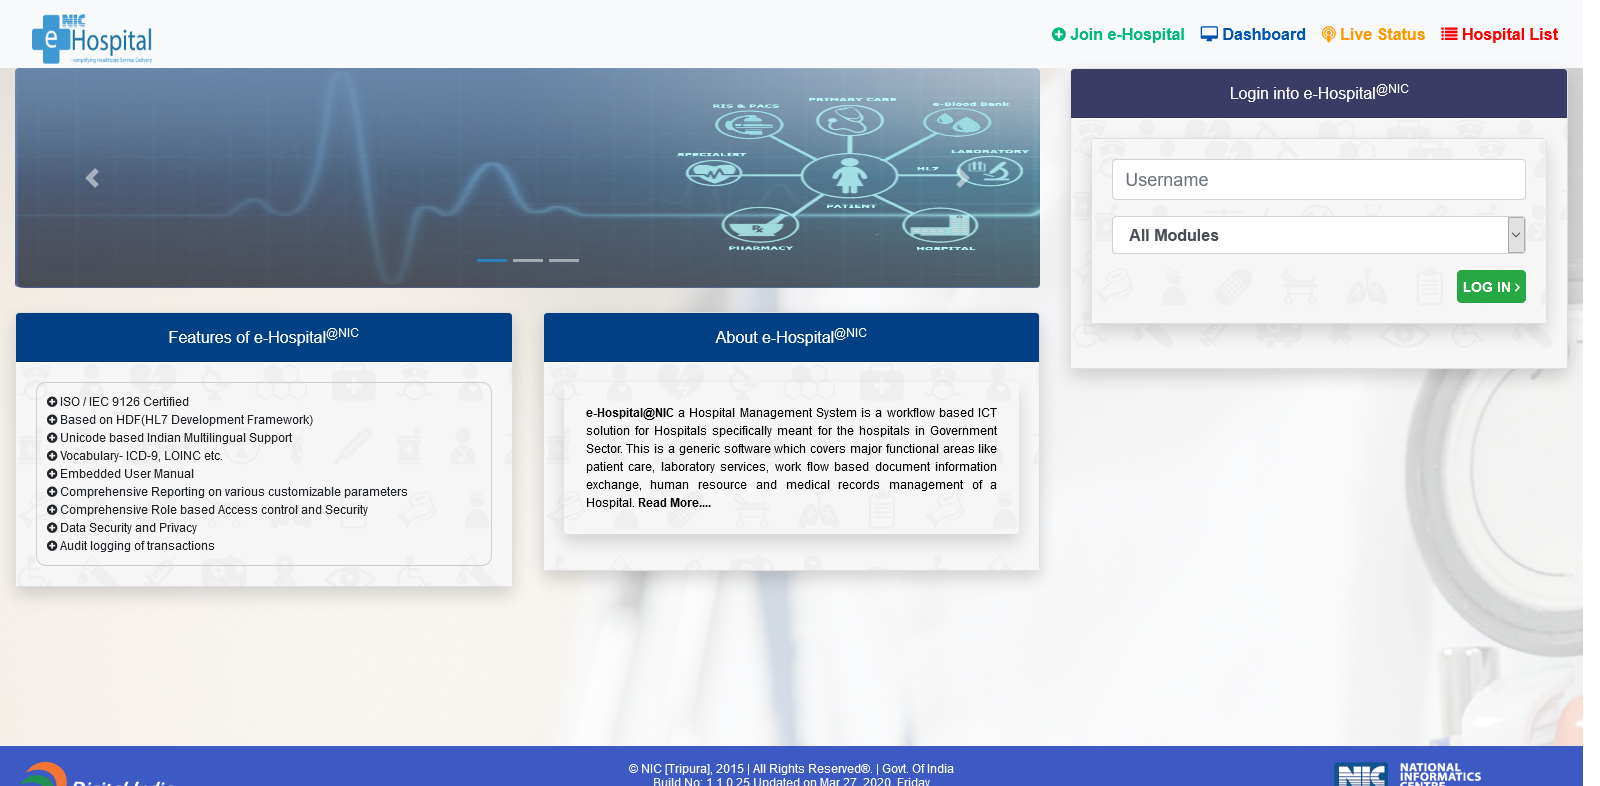 NIC
e Hospital
~simplifying Healthcare Service Delivery
Join e-Hospital
Dashboard
Live Status
Hospital List
RIS & PACS
PRIMARY CARE
e-Blood Bank
SPECIALIST
HL7
LABORATORY
PATIENT
Rx
PHARMACY
HOSPITAL
Login into e-Hospital@NIC
Username
All Modules
LOG IN
Features of e-Hospital@NIC
ISO / IEC 9126 Certified
Based on HDF(HL7 Development Framework)
Unicode based Indian Multilingual Support
Vocabulary- ICD-9, LOINC etc.
Embedded User Manual
Comprehensive Reporting on various customizable parameters
Comprehensive Role based Access control and Security
Data Security and Privacy
Audit logging of transactions
About e-Hospital@NIC
e-Hospital@NIC a Hospital Management System is a workflow based ICT
solution for Hospitals specifically meant for the hospitals in Government
Sector. This is a generic software which covers major functional areas like
patient care, laboratory services, work flow based document information
exchange, human resource and medical records management of a
Hospital. Read More....
Digital India
© NIC [Tripura], 2015 | All Rights Reserved®. | Govt. Of India
Build No: 1.1.0.25 Updated on Mar 27, 2020, Friday
NIC
NATIONAL
INFORMATICS
CENTRE